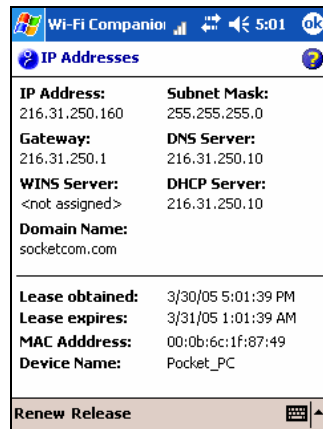 Wi-Fi Companion 5:01 ok
IP Addresses
IP Address: Subnet Mask:
216.31.250.160 255.255.255.0
Gateway: DNS Server:
216.31.250.1 216.31.250.10
WINS Server: DHCP Server:
<not assigned> 216.31.250.10
Domain Name:
socketcom.com
Lease obtained: 3/30/05 5:01:39 PM
Lease expires: 3/31/05 1:01:39 AM
MAC Adddress: 00:0b:6c:1f:87:49
Device Name: Pocket_PC
Renew Release